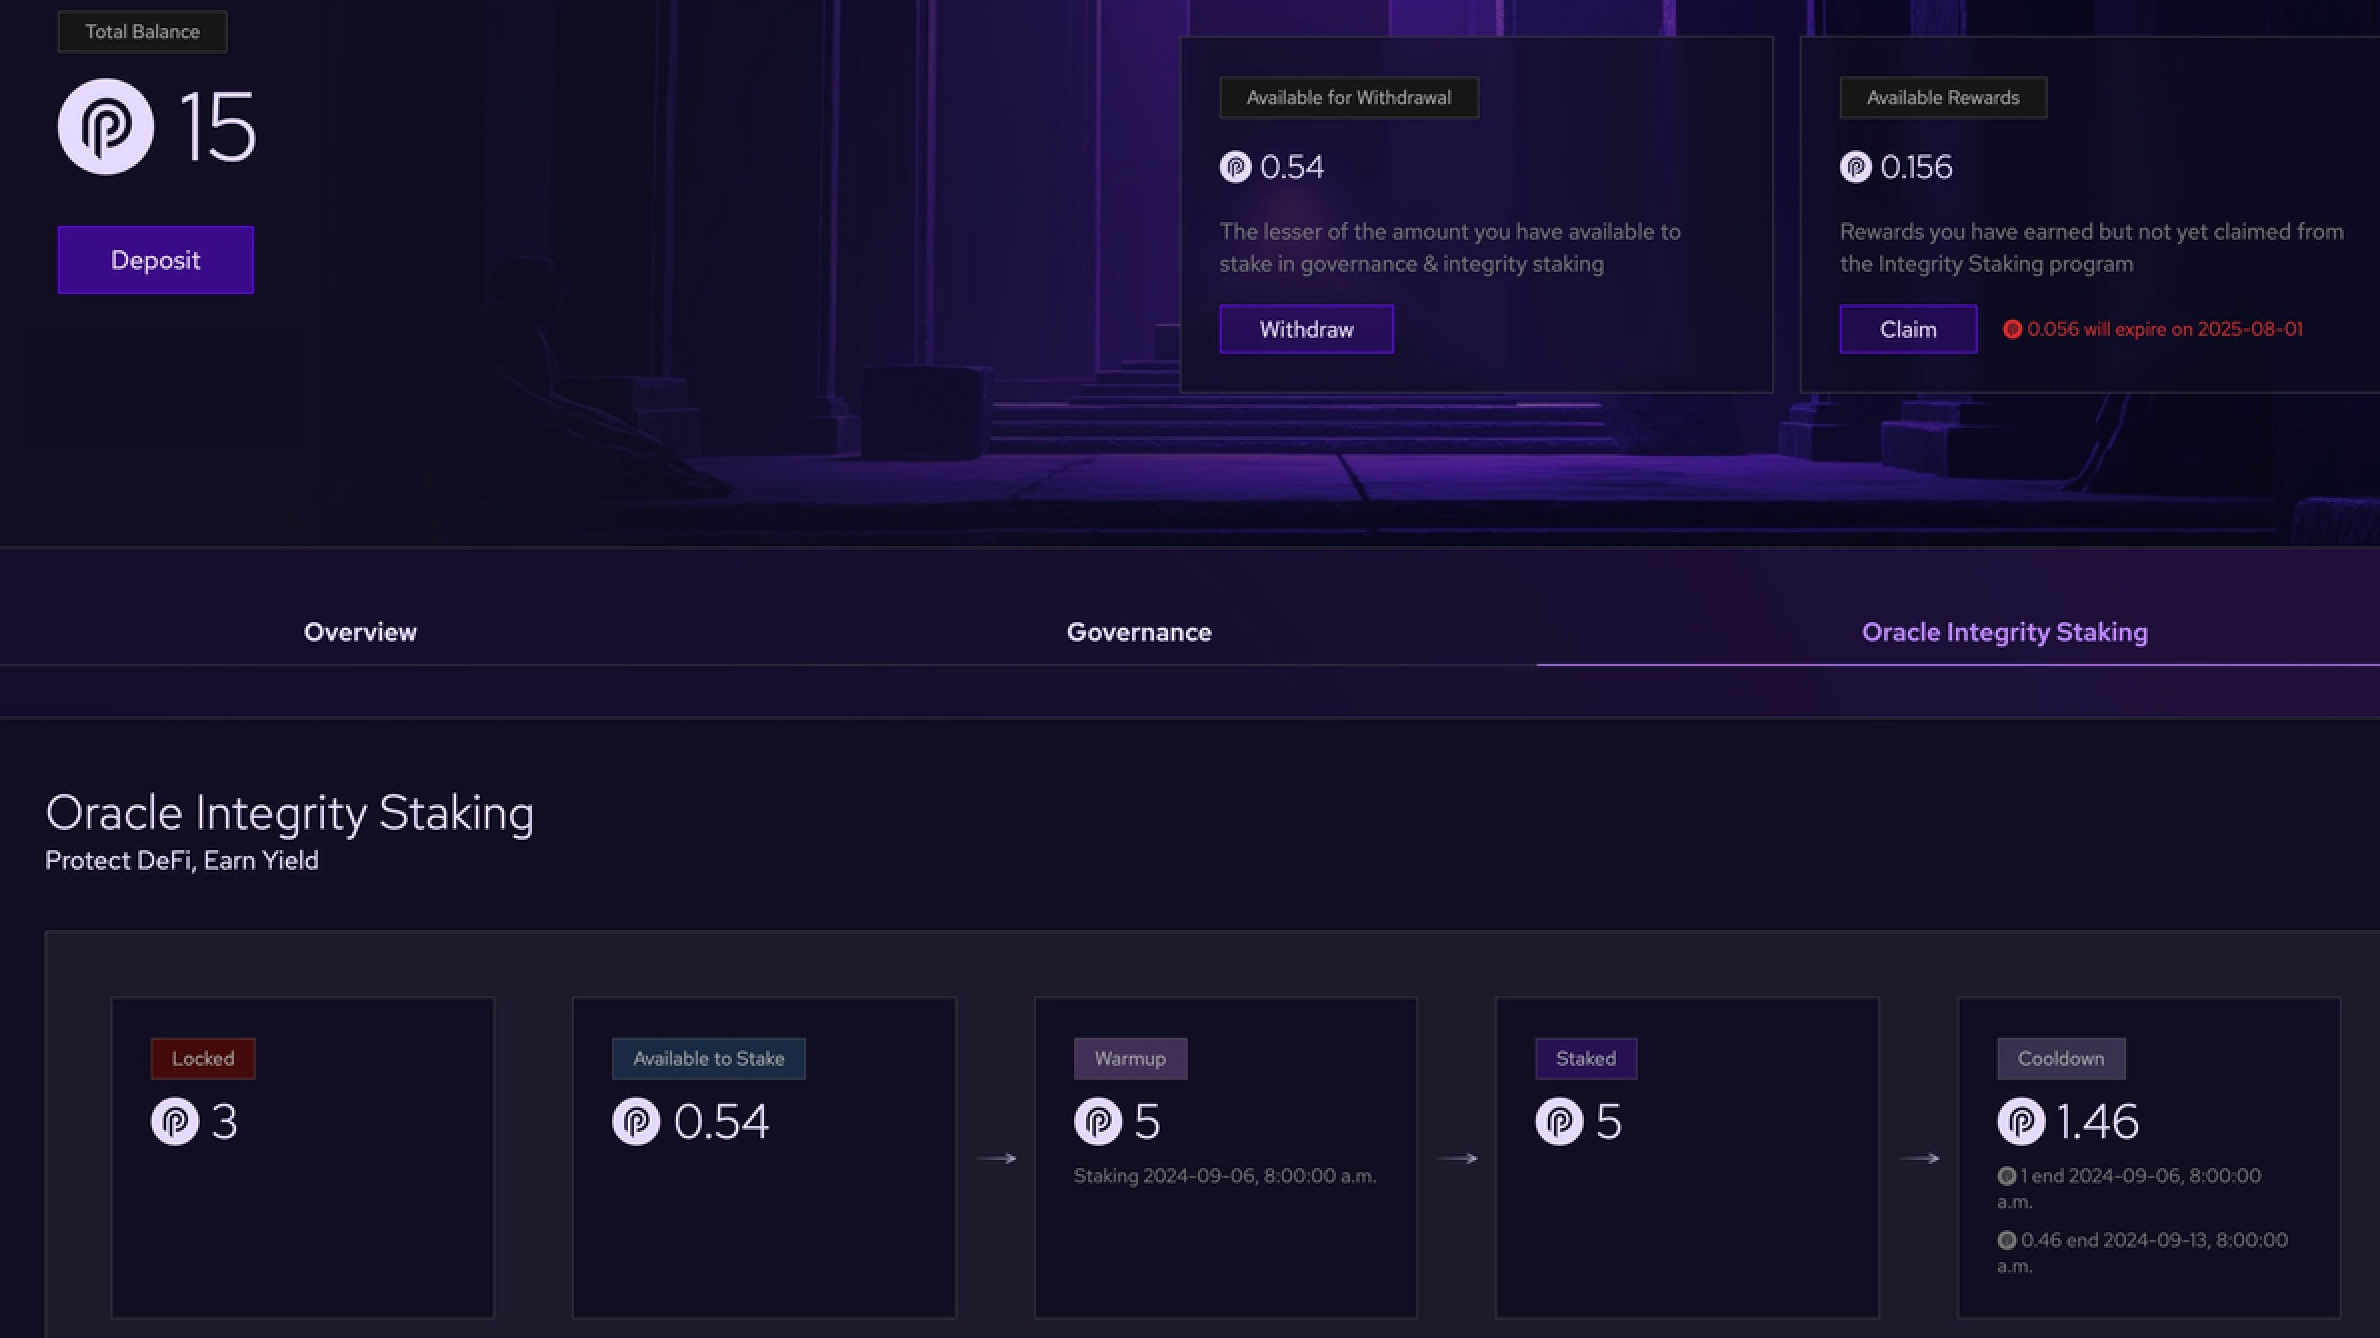 Total Balance
15
Deposit
Available for Withdrawal
0.54
The lesser of the amount you have available to
stake in governance & integrity staking
Withdraw
Available Rewards
0.156
Rewards you have earned but not yet claimed from
the Integrity Staking program
Claim
0.056 will expire on 2025-08-01
Overview
Governance
Oracle Integrity Staking
Oracle Integrity Staking
Protect DeFi, Earn Yield
Locked
3
Available to Stake
0.54
Warmup
5
Staking 2024-09-06, 8:00:00 a.m.
Staked
5
Cooldown
1.46
1 end 2024-09-06, 8:00:00
a.m.
0.46 end 2024-09-13, 8:00:00
a.m.